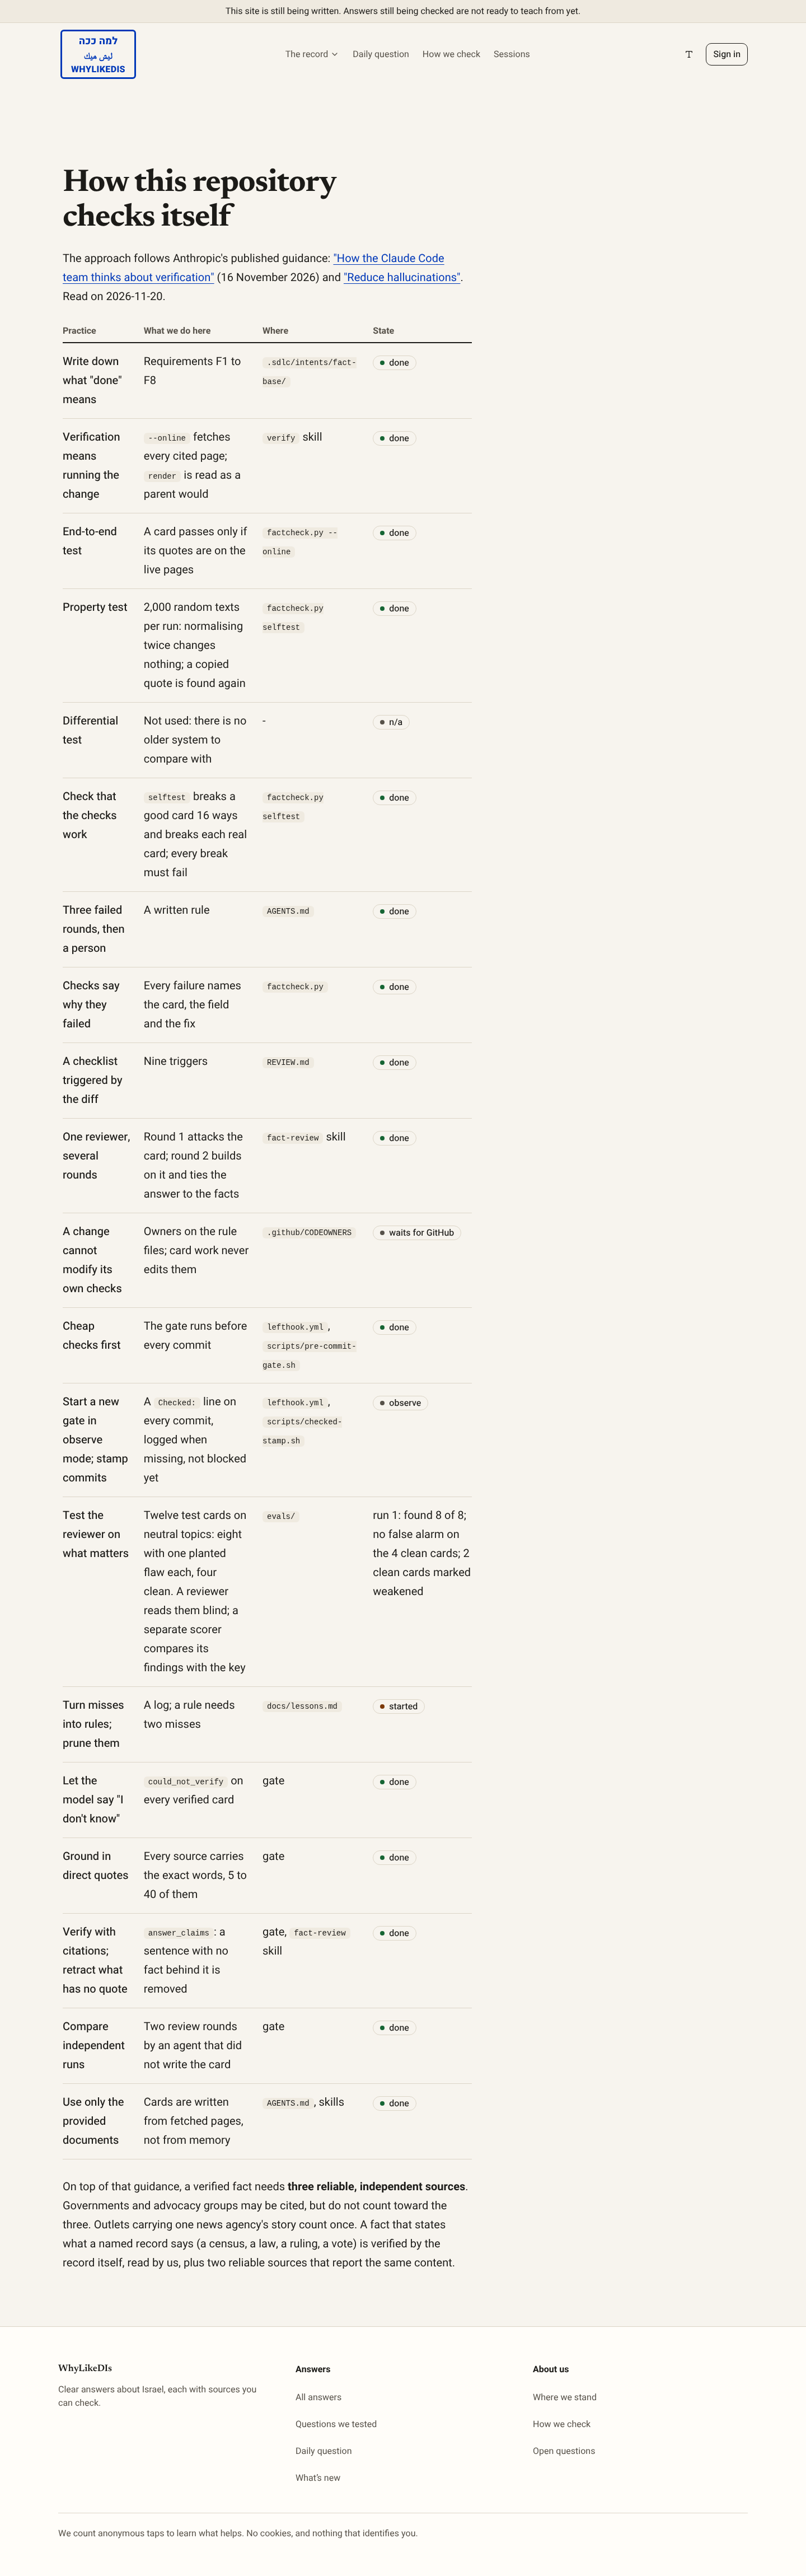 This site is still being written. Answers still being checked are not ready to teach from yet.
למה ככה
ليش هيك
WHYLIKEDIS
The record
Daily question
How we check
Sessions
T
Sign in
How this repository
checks itself
The approach follows Anthropic's published guidance: "How the Claude Code
team thinks about verification" (16 November 2026) and "Reduce hallucinations".
Read on 2026-11-20.
Practice
What we do here
Where
State
Write down
what "done"
means
Requirements F1 to
F8
.sdlc/intents/fact-
base/
done
Verification
means
running the
change
--online fetches
every cited page;
render is read as a
parent would
verify skill
done
End-to-end
test
A card passes only if
its quotes are on the
live pages
factcheck.py --
online
done
Property test
2,000 random texts
per run: normalising
twice changes
nothing; a copied
quote is found again
factcheck.py
selftest
done
Differential
test
Not used: there is no
older system to
compare with
-
n/a
Check that
the checks
work
selftest breaks a
good card 16 ways
and breaks each real
card; every break
must fail
factcheck.py
selftest
done
Three failed
rounds, then
a person
A written rule
AGENTS.md
done
Checks say
why they
failed
Every failure names
the card, the field
and the fix
factcheck.py
done
A checklist
triggered by
the diff
Nine triggers
REVIEW.md
done
One reviewer,
several
rounds
Round 1 attacks the
card; round 2 builds
on it and ties the
answer to the facts
fact-review skill
done
A change
cannot
modify its
own checks
Owners on the rule
files; card work never
edits them
.github/CODEOWNERS
waits for GitHub
Cheap
checks first
The gate runs before
every commit
lefthook.yml,
scripts/pre-commit-
gate.sh
done
Start a new
gate in
observe
mode; stamp
commits
A Checked: line on
every commit,
logged when
missing, not blocked
yet
lefthook.yml,
scripts/checked-
stamp.sh
observe
Test the
reviewer on
what matters
Twelve test cards on
neutral topics: eight
with one planted
flaw each, four
clean. A reviewer
reads them blind; a
separate scorer
compares its
findings with the key
evals/
run 1: found 8 of 8;
no false alarm on
the 4 clean cards; 2
clean cards marked
weakened
Turn misses
into rules;
prune them
A log; a rule needs
two misses
docs/lessons.md
started
Let the
model say "I
don't know"
could_not_verify on
every verified card
gate
done
Ground in
direct quotes
Every source carries
the exact words, 5 to
40 of them
gate
done
Verify with
citations;
retract what
has no quote
answer_claims: a
sentence with no
fact behind it is
removed
gate, fact-review
skill
done
Compare
independent
runs
Two review rounds
by an agent that did
not write the card
gate
done
Use only the
provided
documents
Cards are written
from fetched pages,
not from memory
AGENTS.md, skills
done
On top of that guidance, a verified fact needs three reliable, independent sources.
Governments and advocacy groups may be cited, but do not count toward the
three. Outlets carrying one news agency's story count once. A fact that states
what a named record says (a census, a law, a ruling, a vote) is verified by the
record itself, read by us, plus two reliable sources that report the same content.
WhyLikeDIs
Clear answers about Israel, each with sources you
can check.
Answers
All answers
Questions we tested
Daily question
What's new
About us
Where we stand
How we check
Open questions
We count anonymous taps to learn what helps. No cookies, and nothing that identifies you.